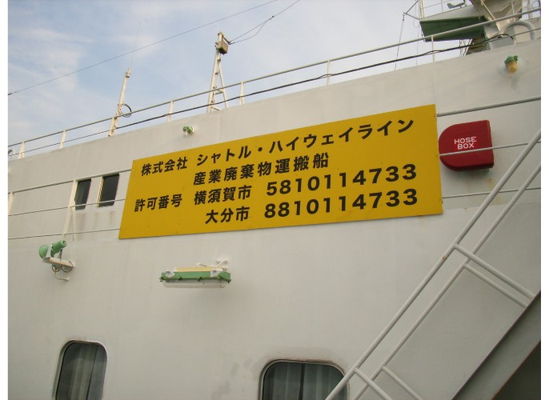 株式会社 シャトル・ハイウェイライン
産業廃棄物運搬船
許可番号 横須賀市 5810114733
大分市 8810114733
HOSE
BOX